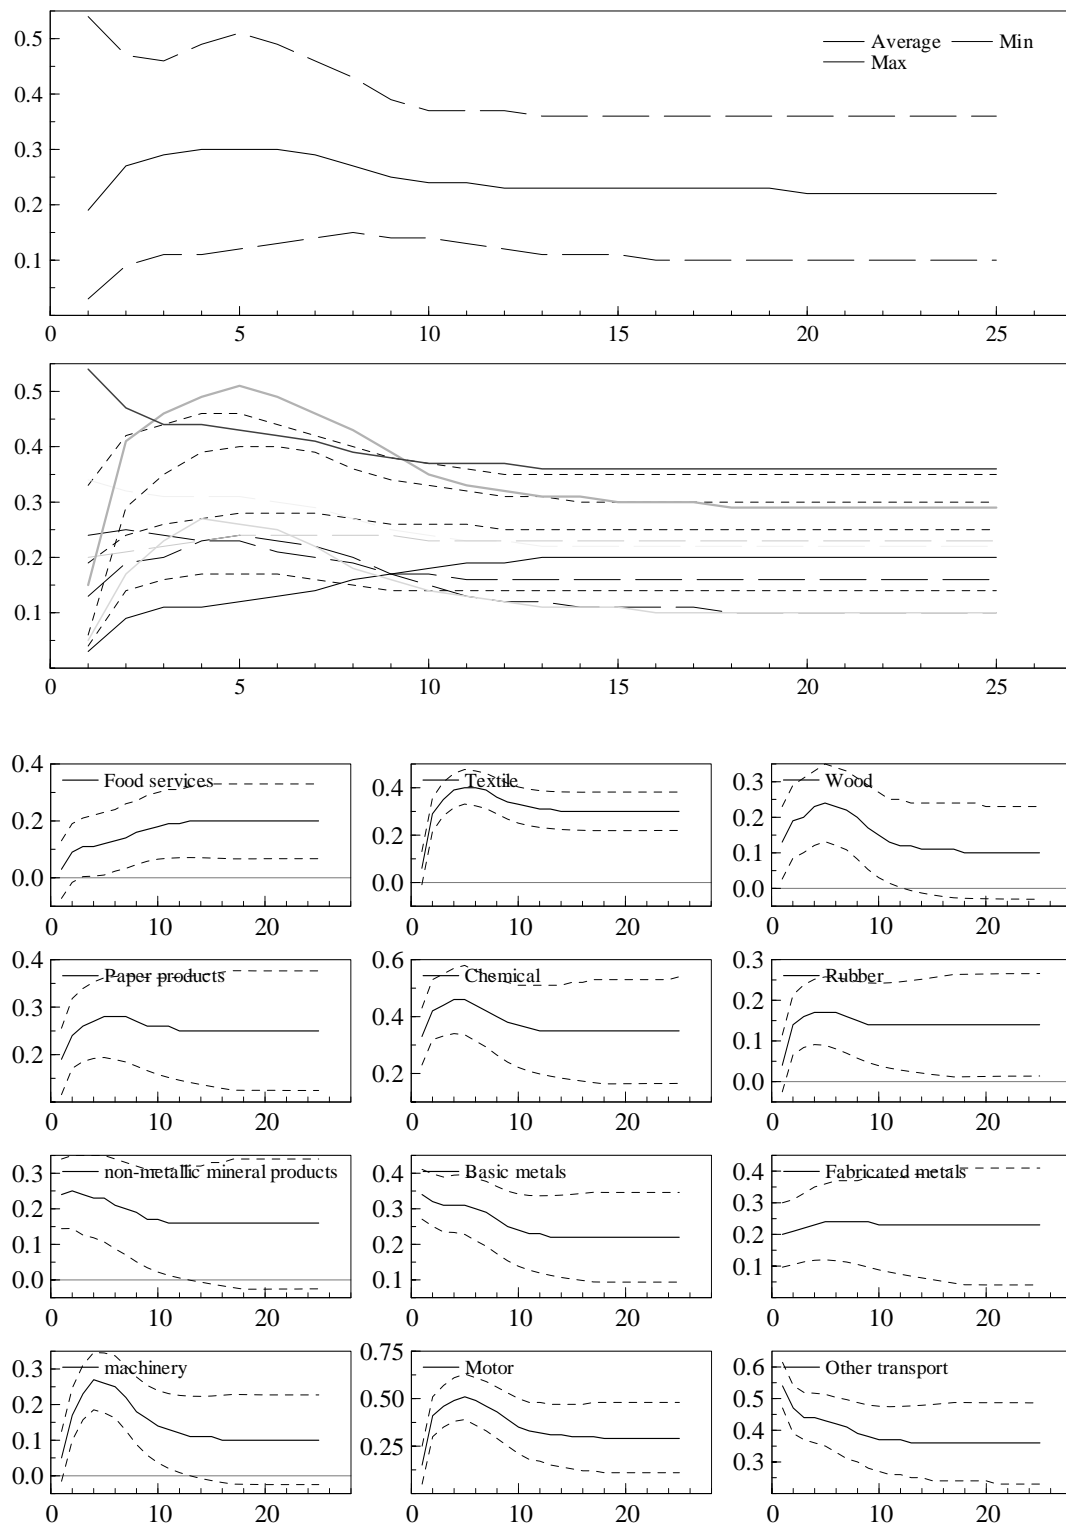 0.5
Average Min
Max
0.4
0.3
0.2
0.1
0 5 10 15 20 25
0.5
0.4
0.3
0.2
0.1
0 5 10 15 20 25
0.4
Food services
0.2
0.0
0 10 20
Textile
0.4
0.2
0.0
0 10 20
Wood
0.3
0.2
0.1
0.0
0 10 20
0.4
Paper products
0.3
0.2
0 10 20
0.6
Chemical
0.4
0.2
0 10 20
0.3
Rubber
0.2
0.1
0.0
0 10 20
0.3
non-metallic mineral products
0.2
0.1
0.0
0 10 20
Basic metals
0.4
0.3
0.2
0.1
0 10 20
Fabricated metals
0.4
0.3
0.2
0.1
0 10 20
0.3
machinery
0.2
0.1
0.0
0 10 20
0.75
Motor
0.50
0.25
0 10 20
Other transport
0.6
0.5
0.4
0.3
0 10 20